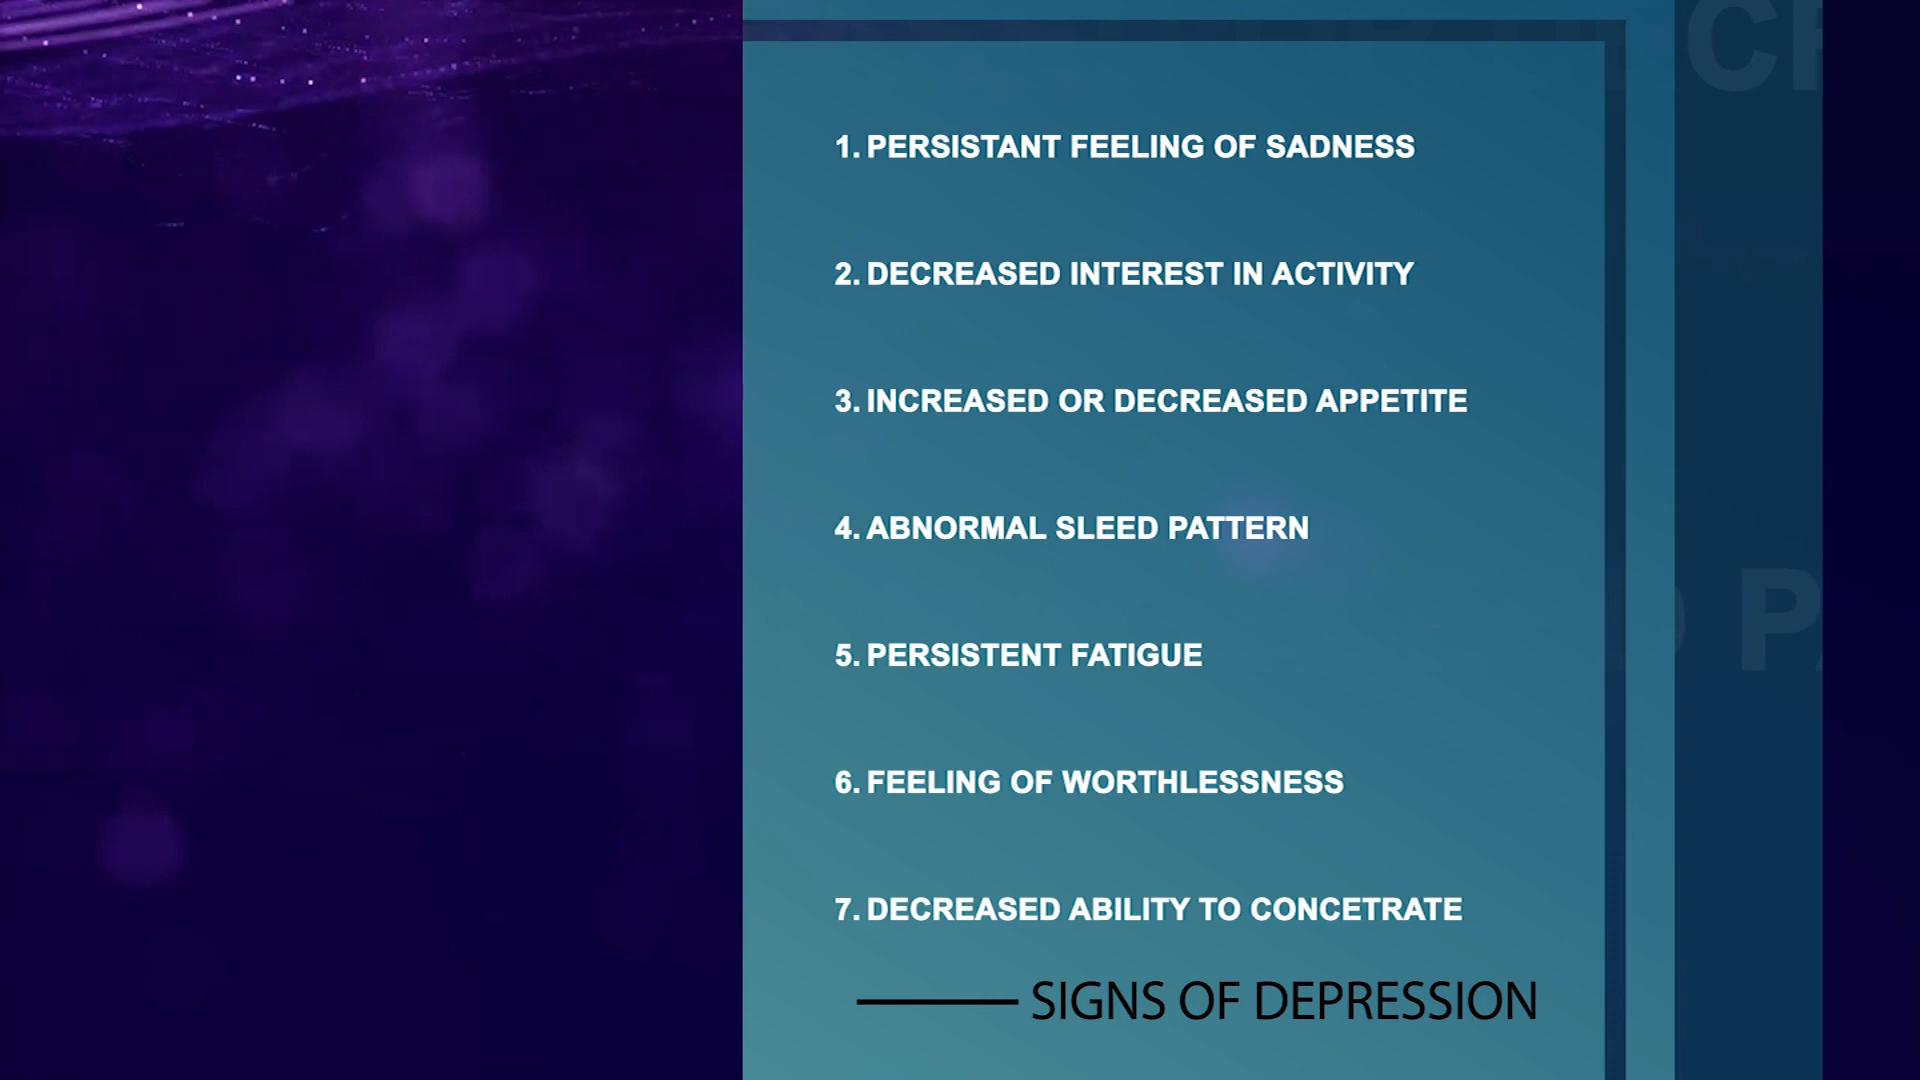 1. PERSISTANT FEELING OF SADNESS
2. DECREASED INTEREST IN ACTIVITY
3. INCREASED OR DECREASED APPETITE
4. ABNORMAL SLEED PATTERN
5. PERSISTENT FATIGUE
6. FEELING OF WORTHLESSNESS
7. DECREASED ABILITY TO CONCETRATE
SIGNS OF DEPRESSION